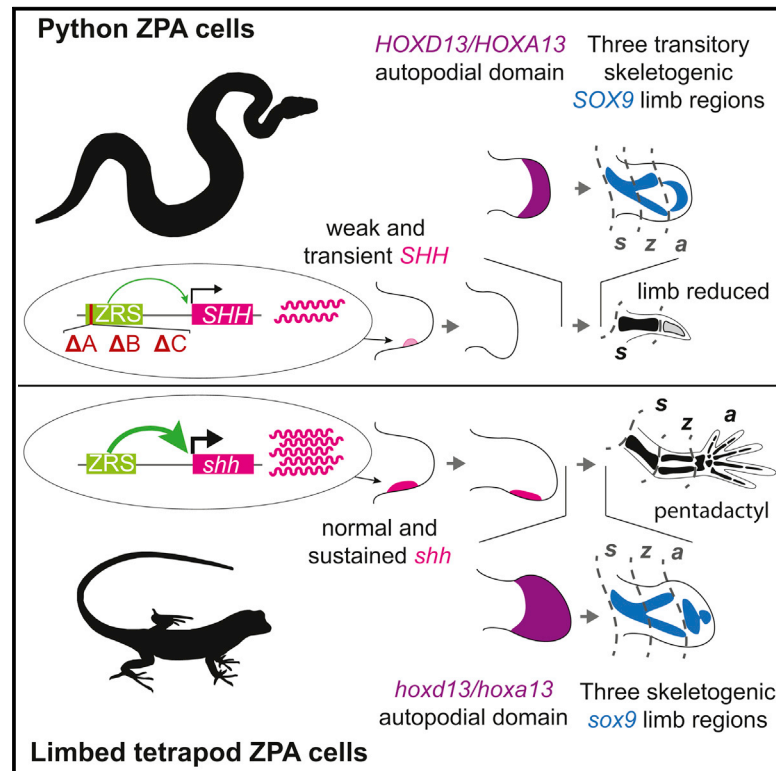 Python ZPA cells
HOXD13/HOXA13
autopodial domain
Three transitory
skeletogenic
SOX9 limb regions
weak and
transient SHH
s z a
ZRS
SHH
ΔA ΔB ΔC
limb reduced
s
s z a
ZRS
shh
pentadactyl
normal and
sustained shh
s z a
hoxd13/hoxa13
autopodial domain
Three skeletogenic
sox9 limb regions
Limbed tetrapod ZPA cells